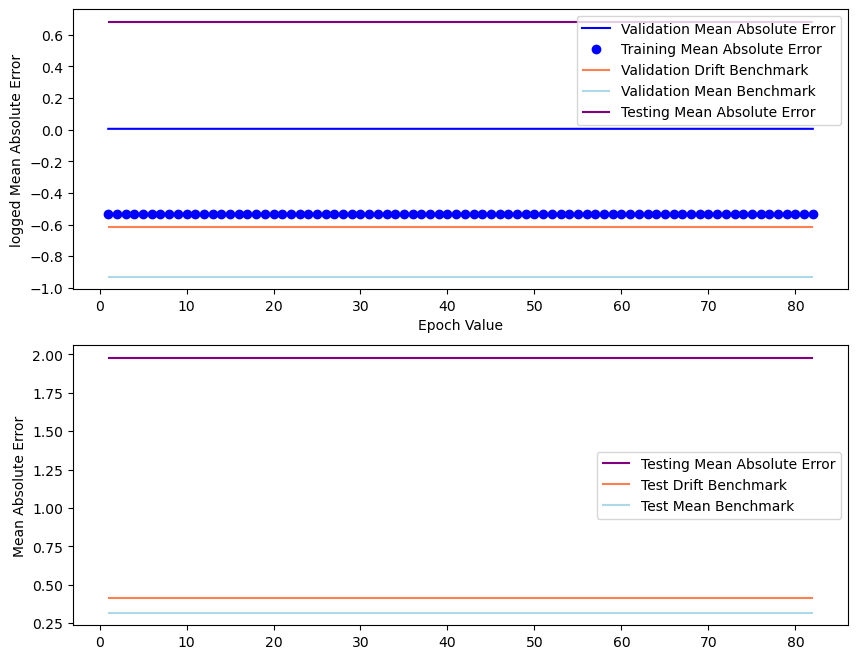 logged Mean Absolute Error
0.6
0.4
0.2
0.0
−0.2
−0.4
−0.6
−0.8
−1.0
Validation Mean Absolute Error
Training Mean Absolute Error
Validation Drift Benchmark
Validation Mean Benchmark
Testing Mean Absolute Error
0 10 20 30 40 50 60 70 80
Epoch Value
Mean Absolute Error
2.00
1.75
1.50
1.25
1.00
0.75
0.50
0.25
Testing Mean Absolute Error
Test Drift Benchmark
Test Mean Benchmark
0 10 20 30 40 50 60 70 80